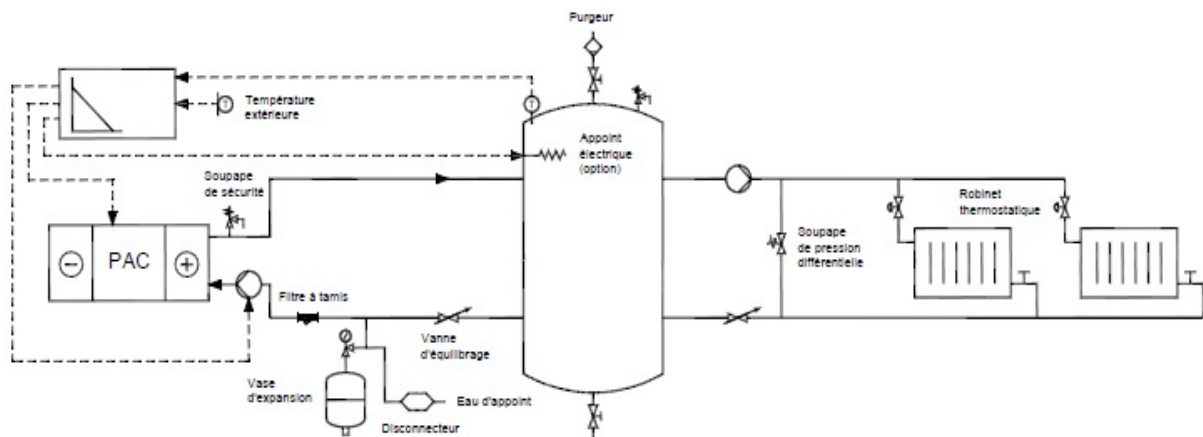 Purgeur
T
T
Température
extérieure
Appoint
électrique
(option)
Soupape
de sécurité
Robinet
thermostatique
PAC
Soupape
de pression
différentielle
Filtre à tamis
Vanne
d'équilibrage
Vase
d'expansion
Eau d'appoint
Disconnecteur